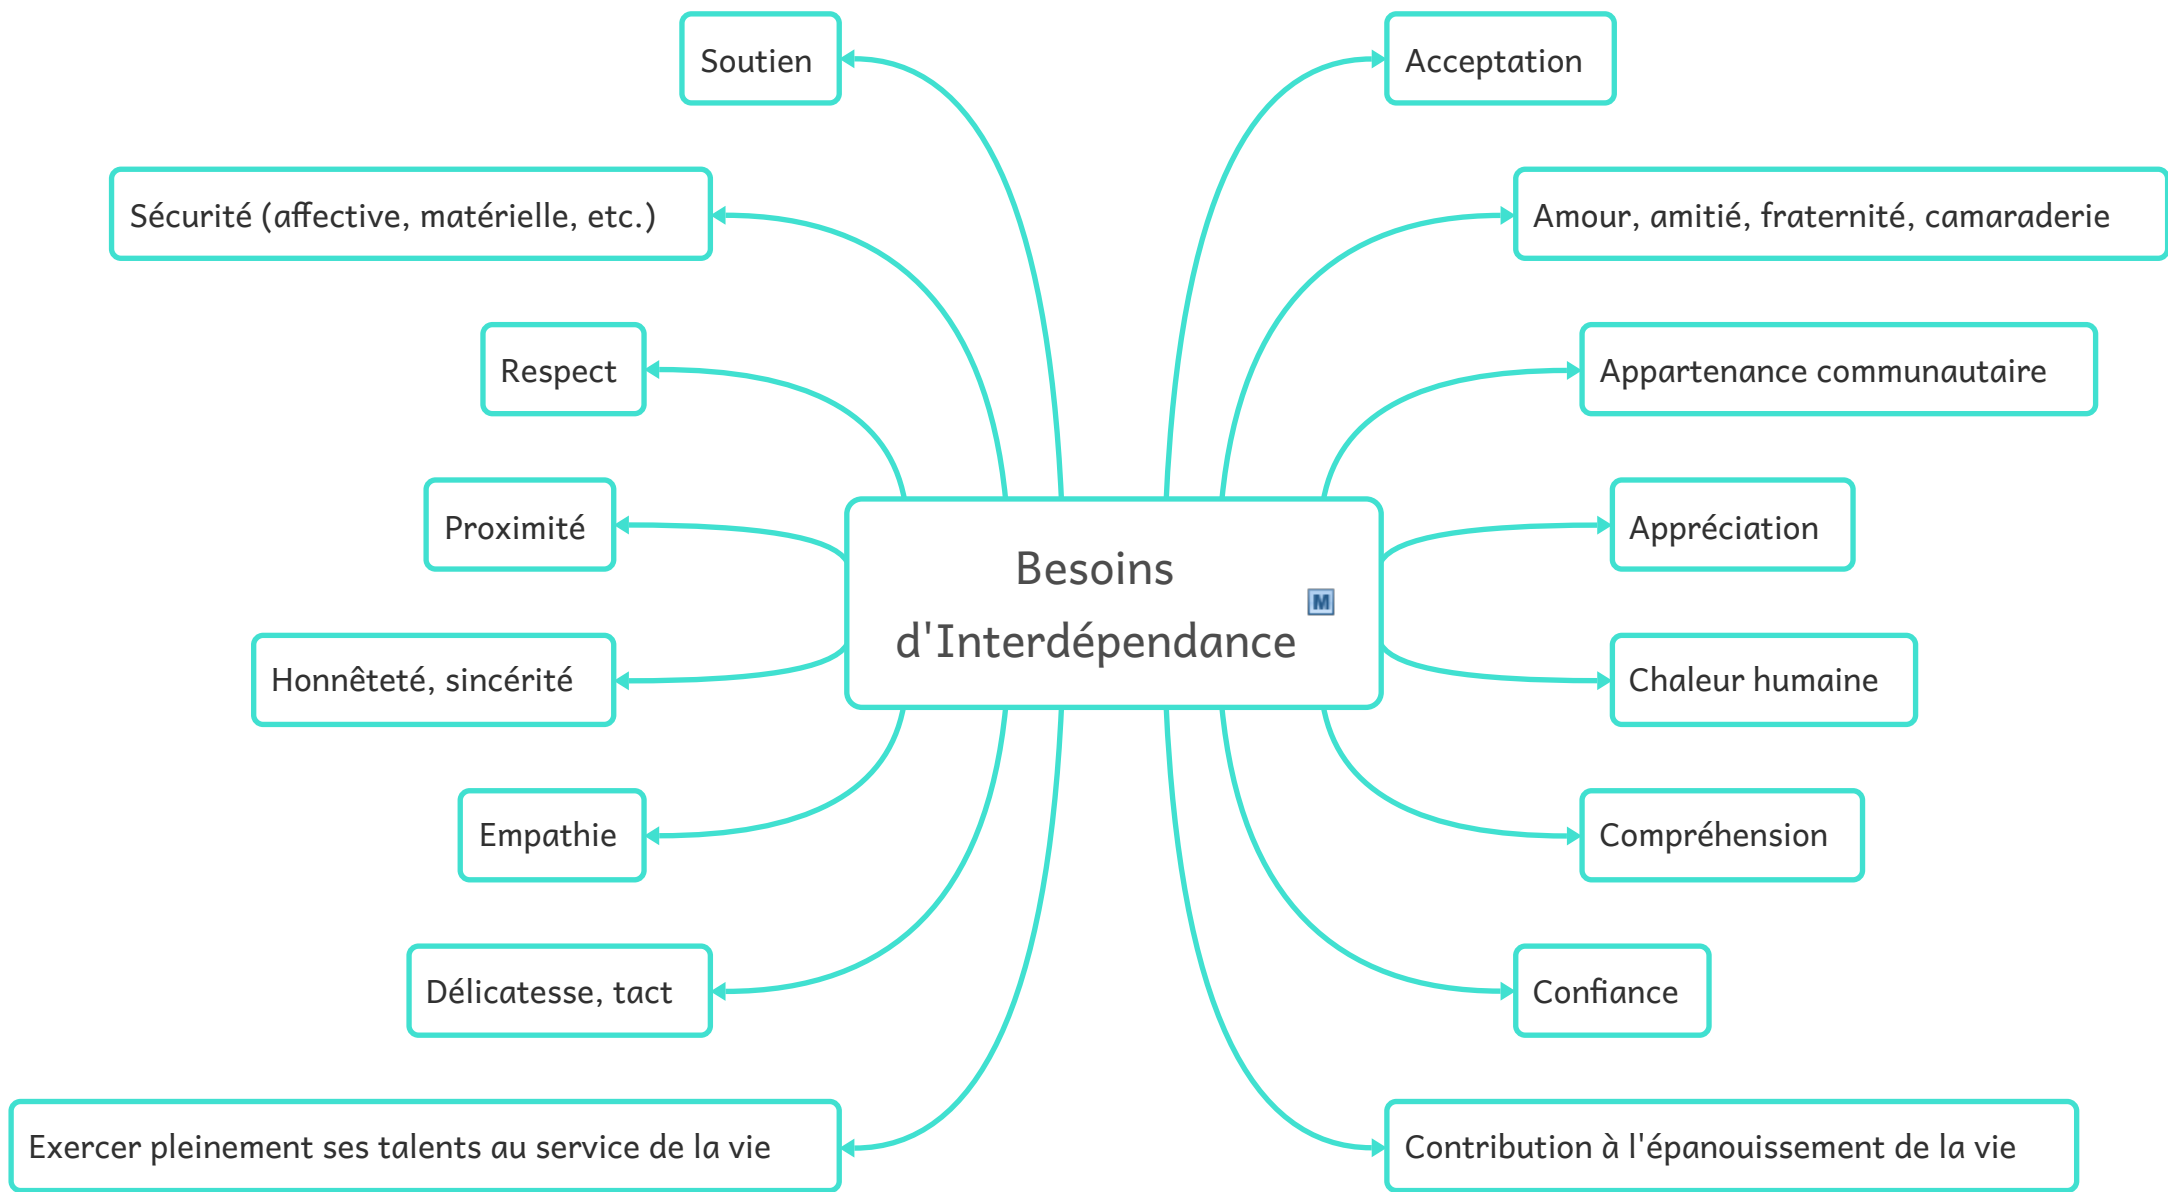 Soutien
Acceptation
Sécurité (affective, matérielle, etc.)
Amour, amitié, fraternité, camaraderie
Respect
Appartenance communautaire
Proximité
Appréciation
Besoins
d'Interdépendance
M
Honnêteté, sincérité
Chaleur humaine
Empathie
Compréhension
Délicatesse, tact
Confiance
Exercer pleinement ses talents au service de la vie
Contribution à l'épanouissement de la vie